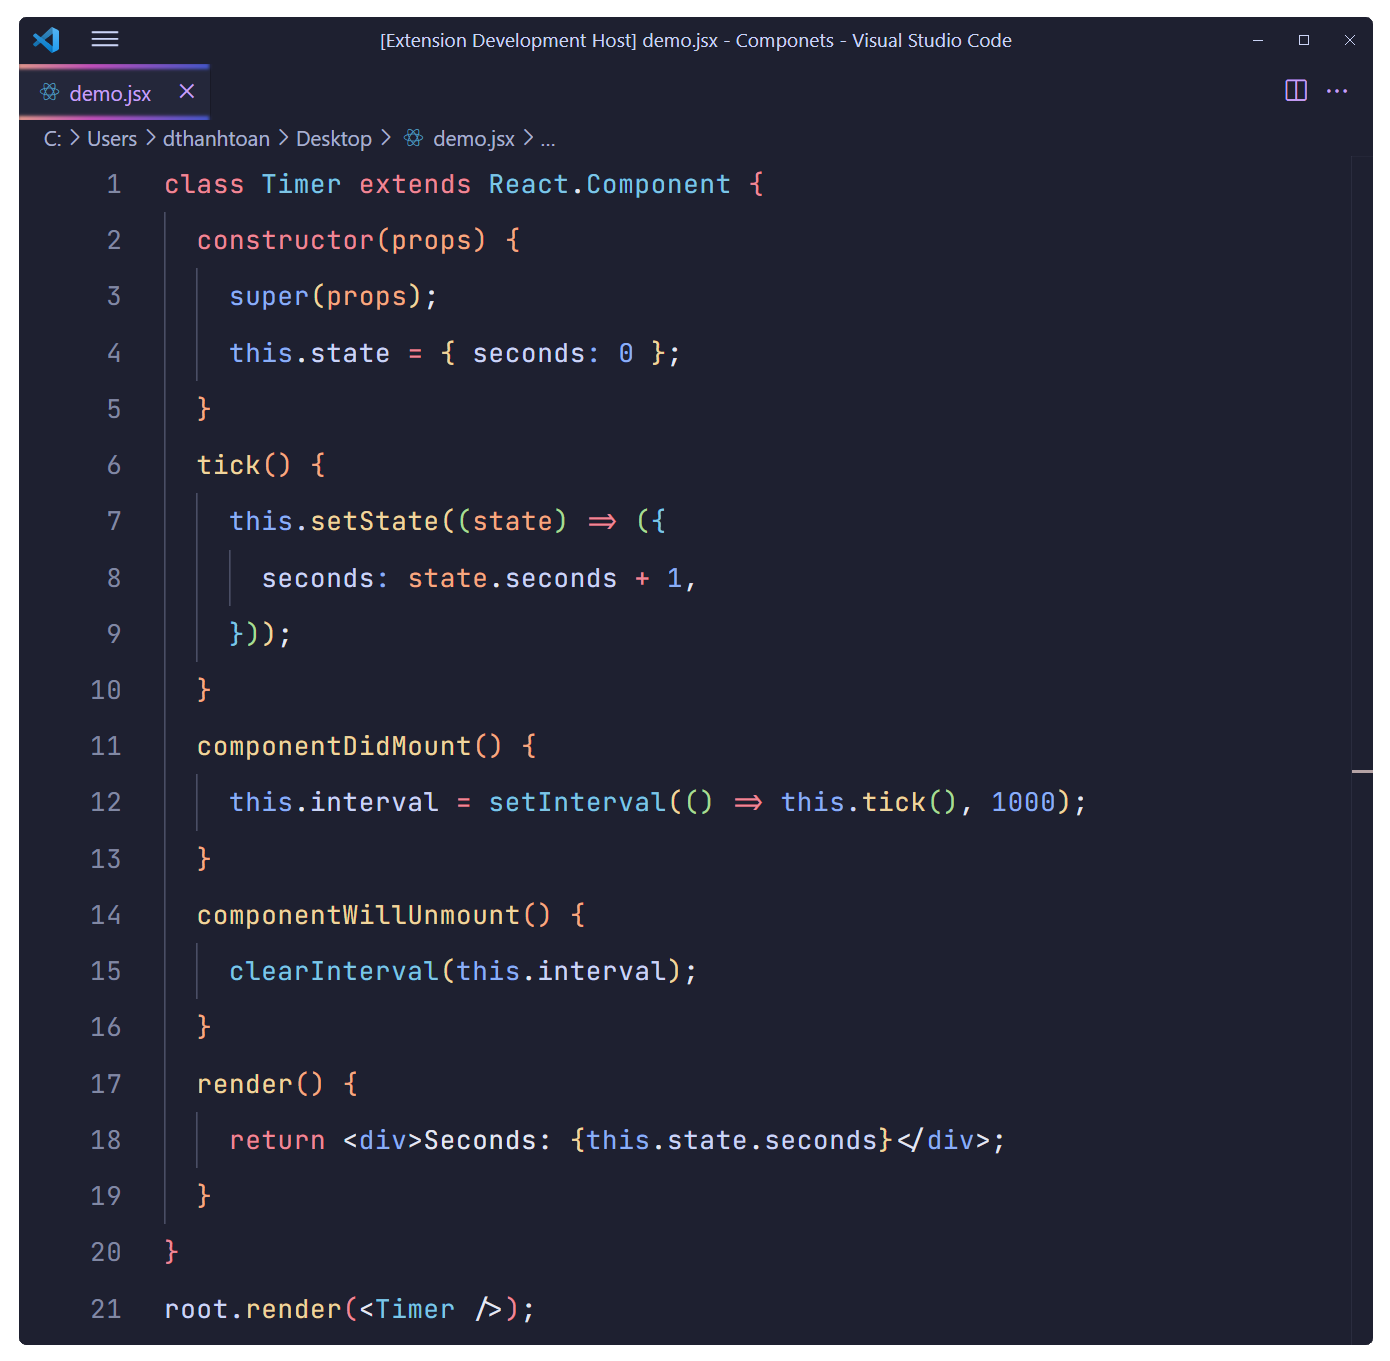 [Extension Development Host] demo.jsx - Componets - Visual Studio Code
demo.jsx
C: > Users > dthanhtoan > Desktop > demo.jsx > ...
1 class Timer extends React.Component {
2   constructor(props) {
3     super(props);
4     this.state = { seconds: 0 };
5   }
6   tick() {
7     this.setState((state) => ({
8       seconds: state.seconds + 1,
9     }));
10   }
11   componentDidMount() {
12     this.interval = setInterval(() => this.tick(), 1000);
13   }
14   componentWillUnmount() {
15     clearInterval(this.interval);
16   }
17   render() {
18     return <div>Seconds: {this.state.seconds}</div>;
19   }
20 }
21 root.render(<Timer />);